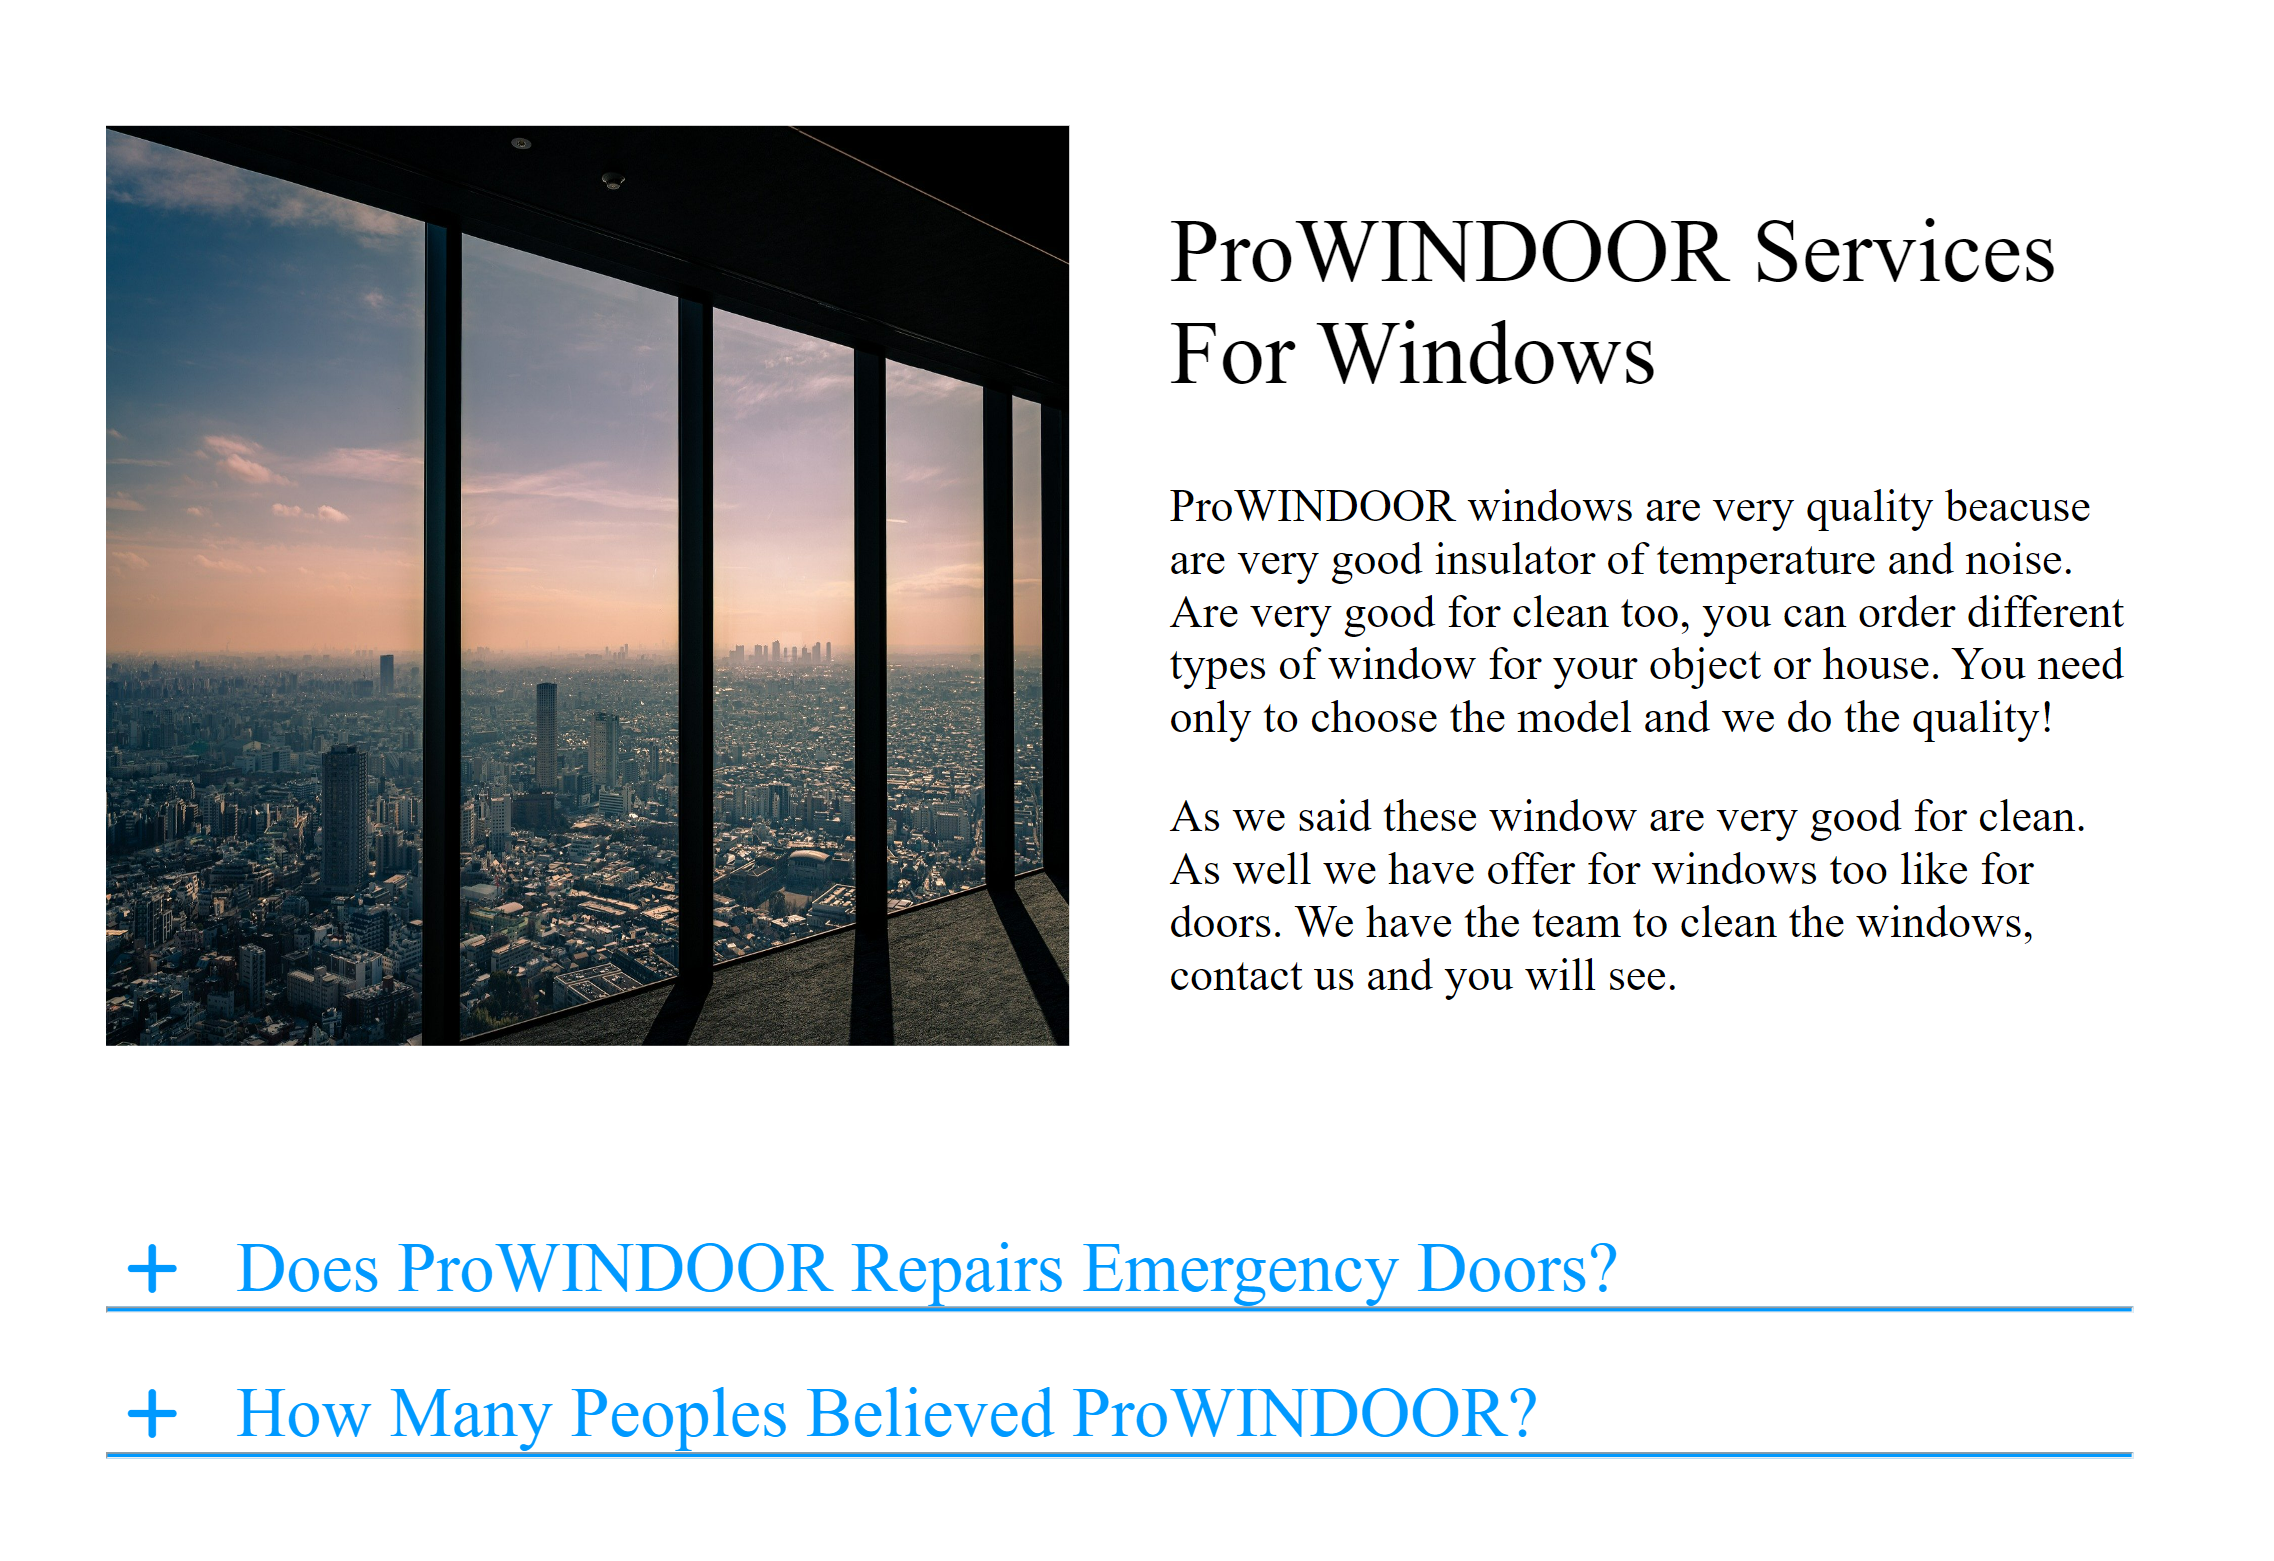 ProWINDOOR Services
For Windows
ProWINDOOR windows are very quality beacuse
are very good insulator of temperature and noise.
Are very good for clean too, you can order different
types of window for your object or house. You need
only to choose the model and we do the quality!
As we said these window are very good for clean.
As well we have offer for windows too like for
doors. We have the team to clean the windows,
contact us and you will see.
+ Does ProWINDOOR Repairs Emergency Doors?
+ How Many Peoples Believed ProWINDOOR?